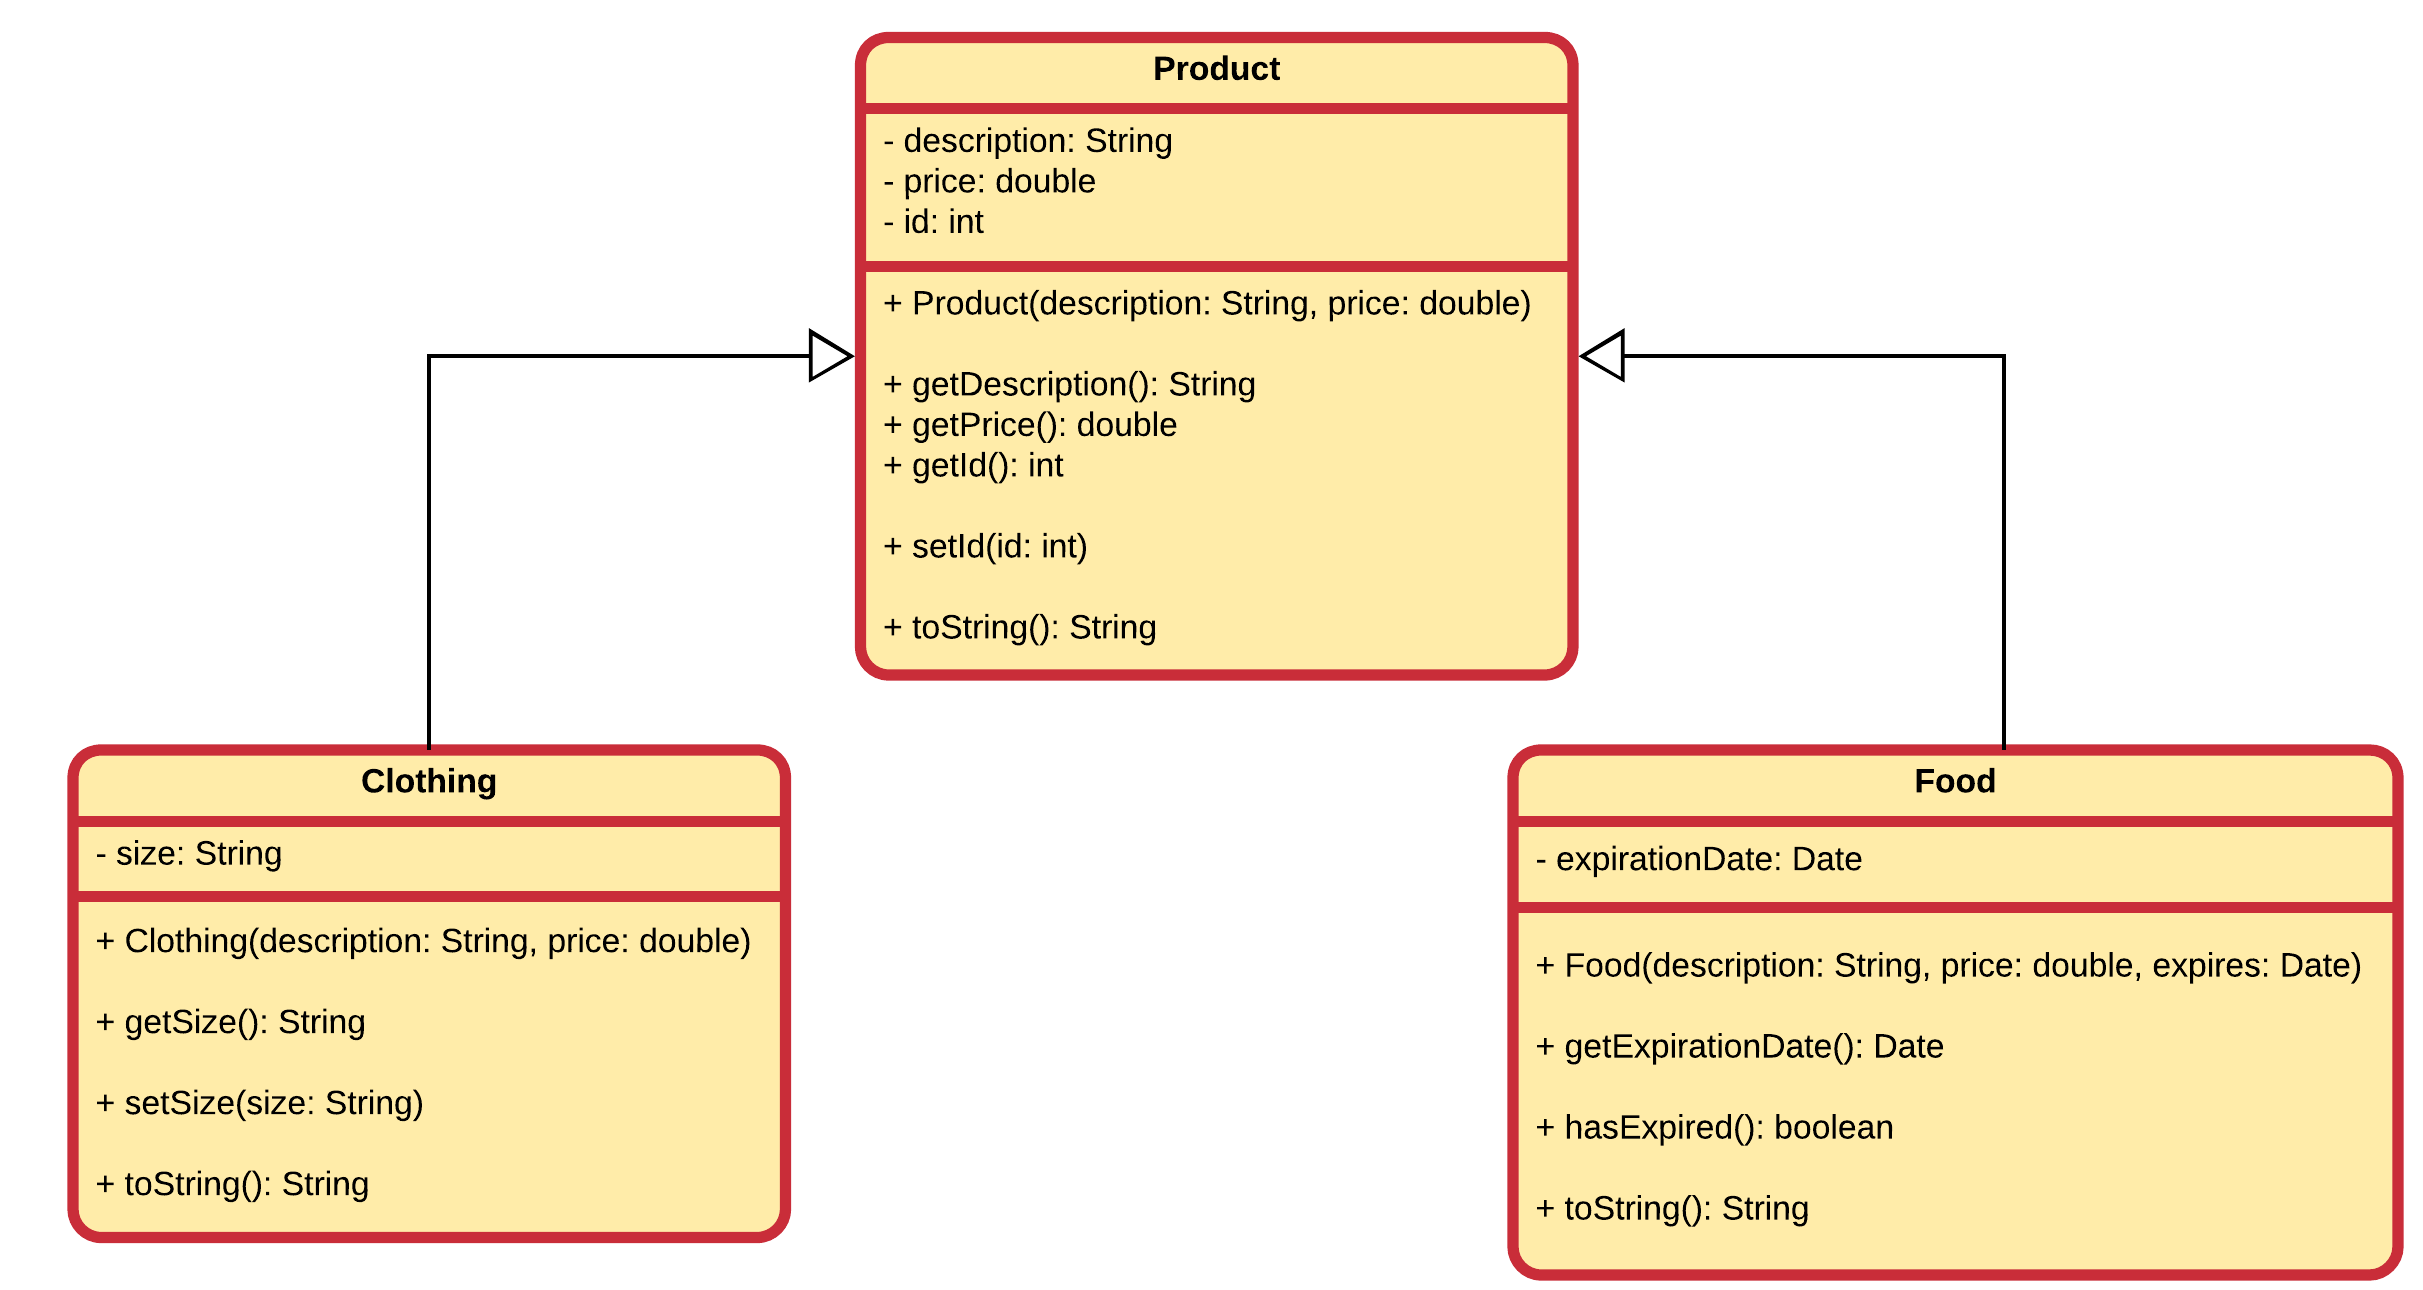 Product
- description: String
- price: double
- id: int
+ Product(description: String, price: double)
+ getDescription(): String
+ getPrice(): double
+ getId(): int
+ setId(id: int)
+ toString(): String
Clothing
- size: String
+ Clothing(description: String, price: double)
+ getSize(): String
+ setSize(size: String)
+ toString(): String
Food
- expirationDate: Date
+ Food(description: String, price: double, expires: Date)
+ getExpirationDate(): Date
+ hasExpired(): boolean
+ toString(): String